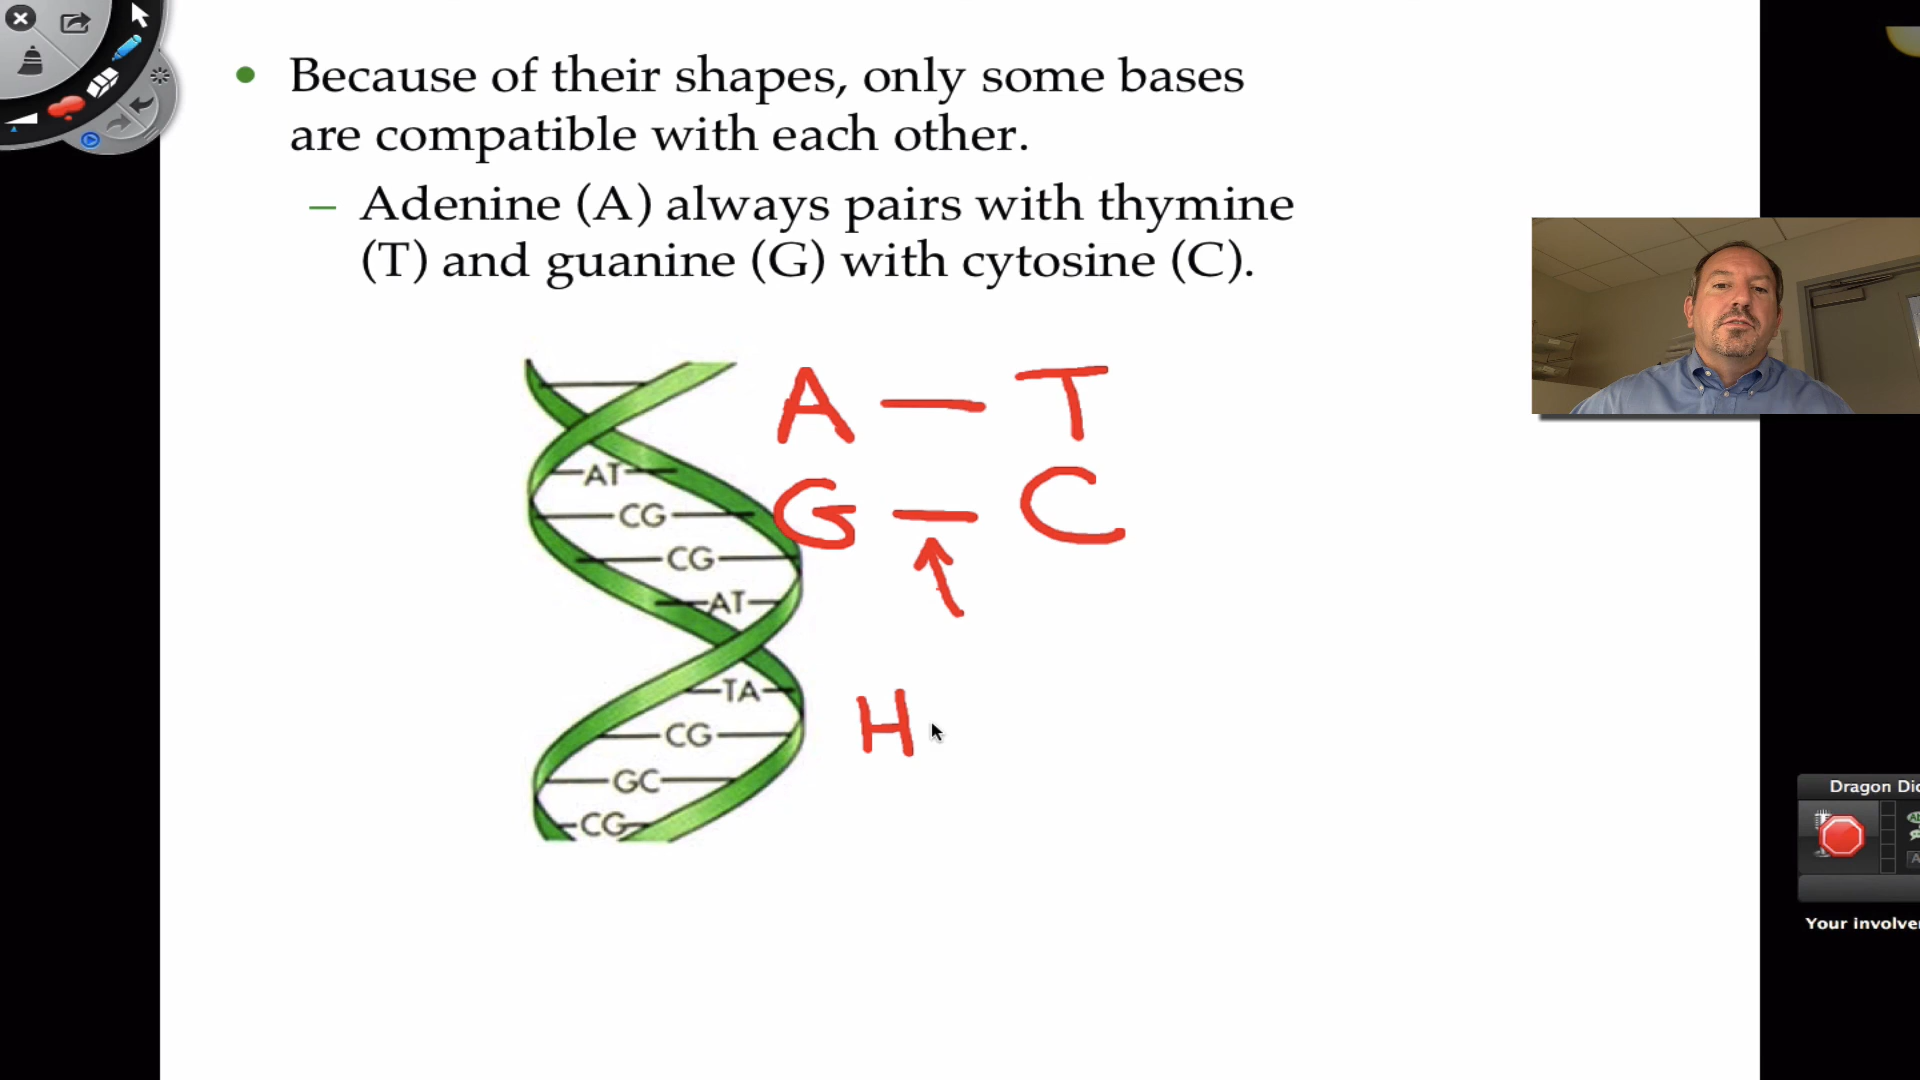 • Because of their shapes, only some bases
are compatible with each other.
– Adenine (A) always pairs with thymine
(T) and guanine (G) with cytosine (C).
A — T
G — C
AT
CG
CG
AT
TA
H
CG
GC
CG
Dragon Dic
Your involve